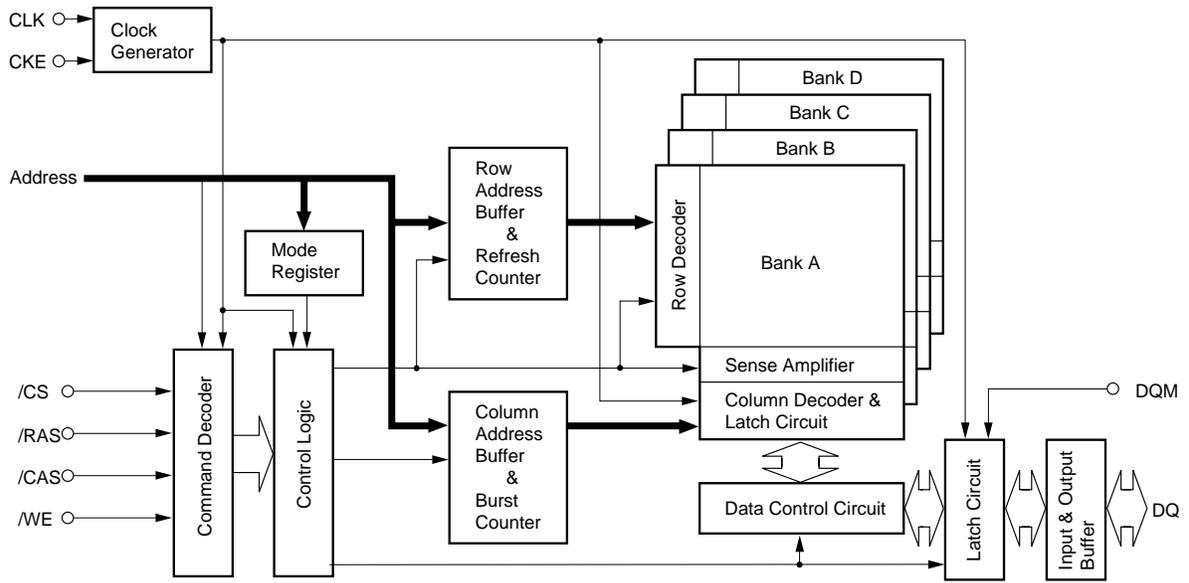 CLK
CKE
Clock
Generator
Bank D
Bank C
Bank B
Address
Row
Address
Buffer
&
Refresh
Counter
Row Decoder
Bank A
Mode
Register
Sense Amplifier
Column Decoder &
Latch Circuit
/CS
/RAS
/CAS
/WE
Command Decoder
Control Logic
Column
Address
Buffer
&
Burst
Counter
DQM
Data Control Circuit
Latch Circuit
Input & Output
Buffer
DQ